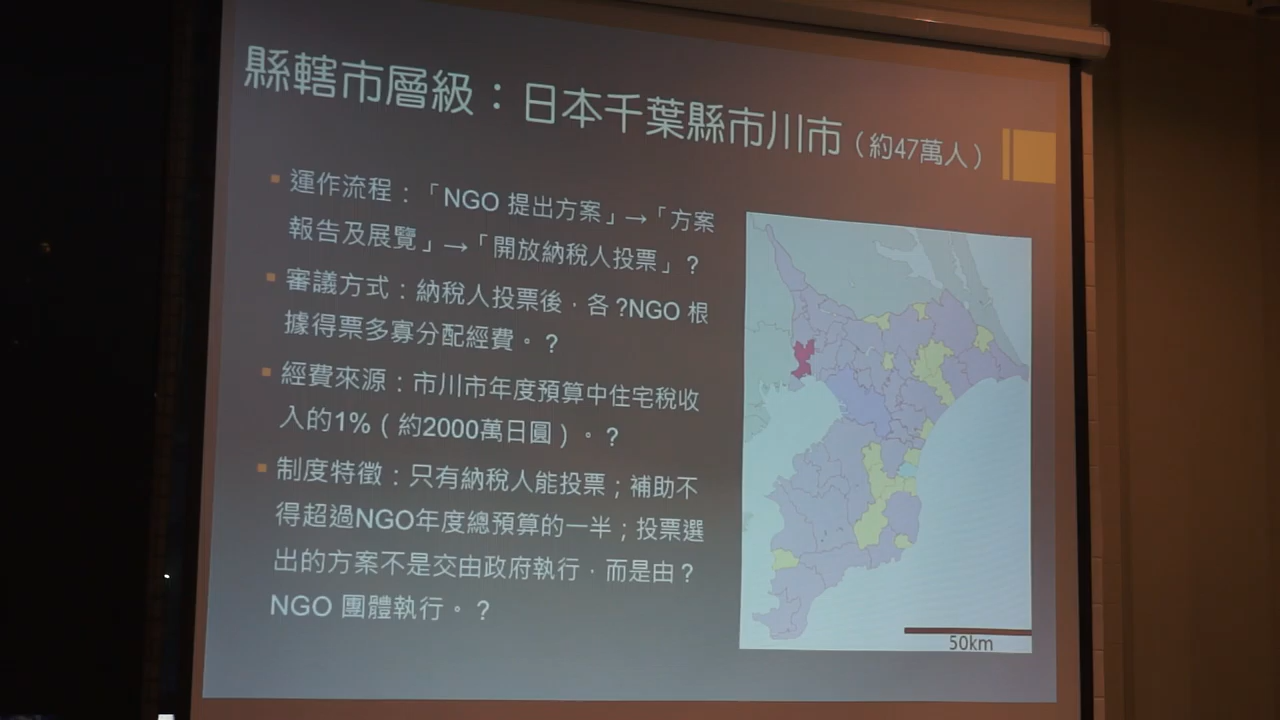 縣轄市層級：日本千葉縣市川市（約47萬人）
運作流程：「NGO 提出方案」→「方案
報告及展覽」→「開放納稅人投票」?
審議方式：納稅人投票後，各 ?NGO 根
據得票多寡分配經費。?
經費來源：市川市年度預算中住宅稅收
入的1%（約2000萬日圓）。?
制度特徵：只有納稅人能投票；補助不
得超過NGO年度總預算的一半；投票選
出的方案不是交由政府執行，而是由?
NGO 團體執行。?
50km